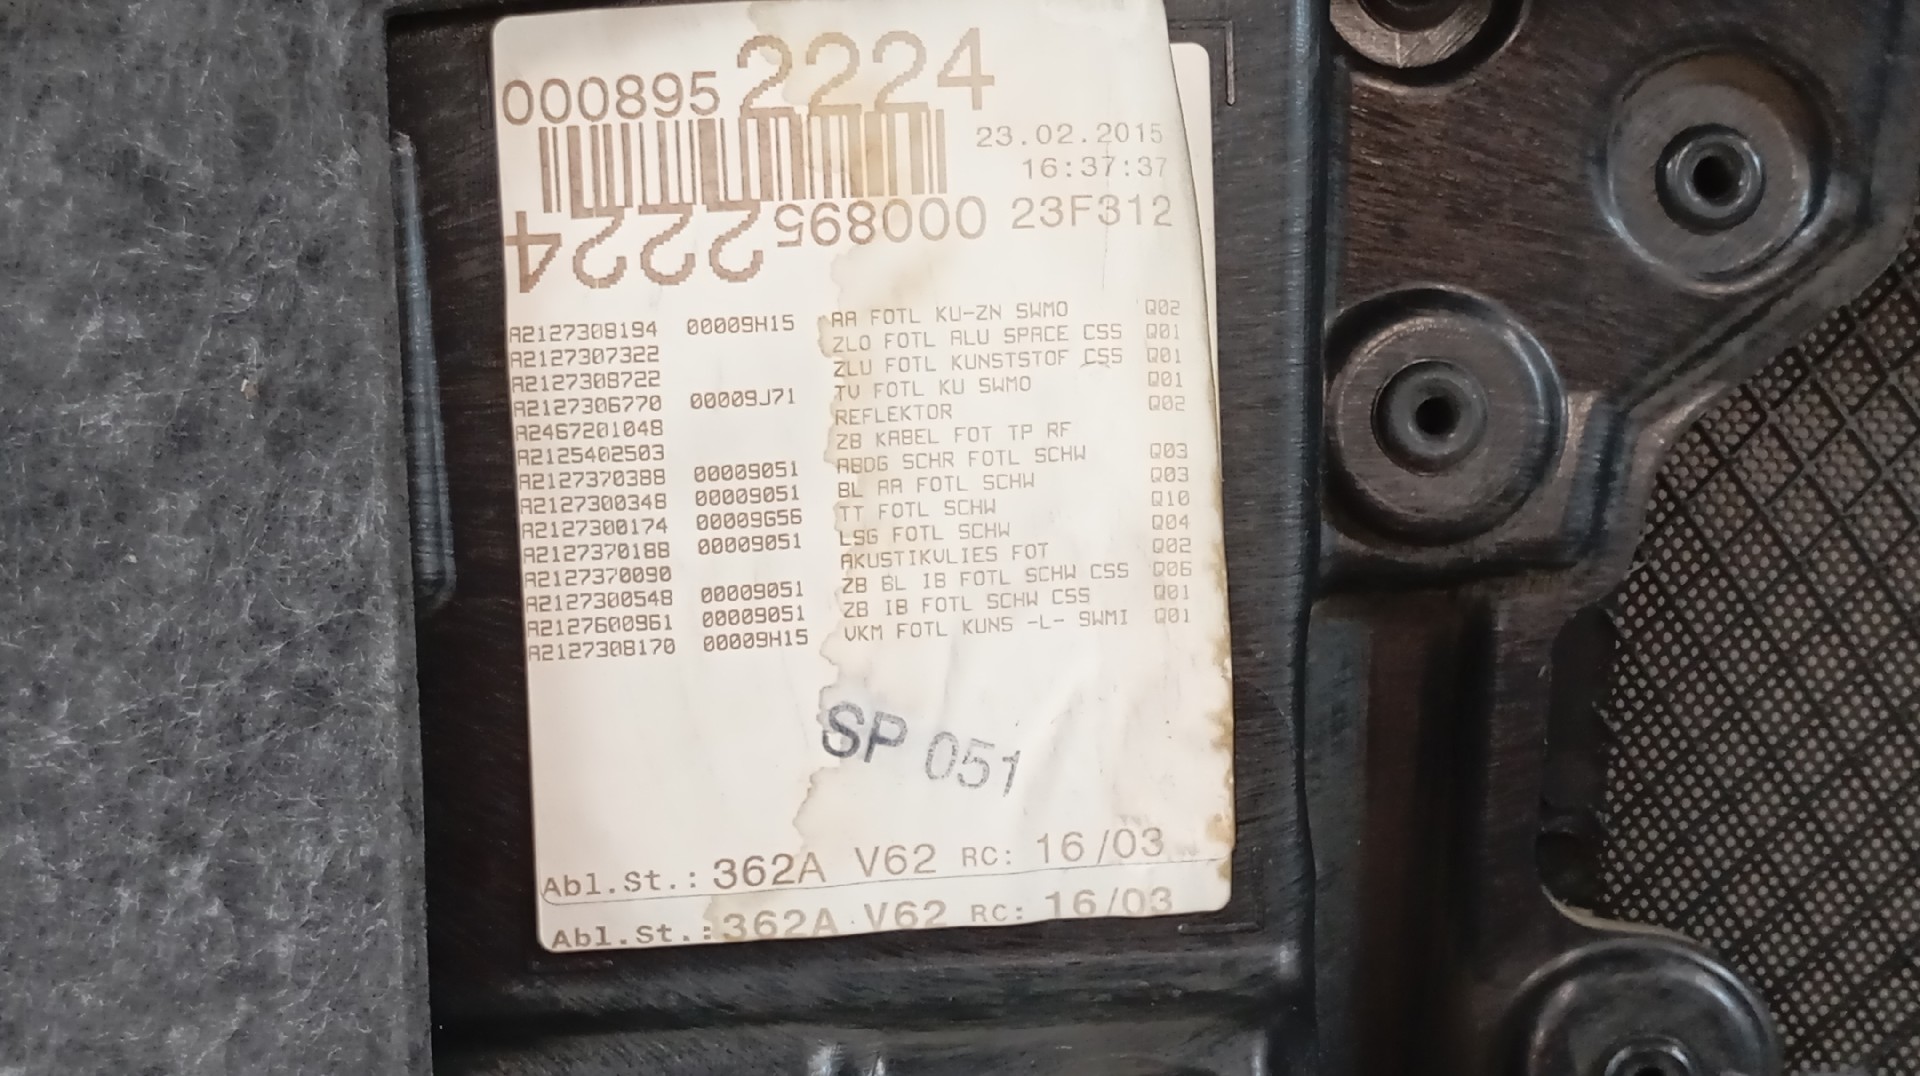 000895 2224
23.02.2015
16:37:37
000895 2224
23F312
A2127308194 00009H15 AA FOTL KU-ZN SWMO Q02
A2127307322 ZLO FOTL ALU SPACE CSS Q01
A2127308722 ZLU FOTL KUNSTSTOF CSS Q01
A2127306770 00009J71 TV FOTL KU SWMO Q01
A2467201049 REFLEKTOR Q02
A2125402503 ZB KABEL FOT TP RF
A2127370388 00009051 ABDG SCHR FOTL SCHW Q03
A2127300348 00009051 BL AA FOTL SCHW Q03
A2127300174 00009G56 TT FOTL SCHW Q10
A2127370188 00009051 LSG FOTL SCHW Q04
A2127370090 AKUSTIKVLIES FOT Q02
A2127300548 00009051 ZB BL IB FOTL SCHW CSS Q06
A2127600961 00009051 ZB IB FOTL SCHW CSS Q01
A2127308170 00009H15 VKM FOTL KUNS -L- SWMI Q01
SP 051
Abl.St.: 362A V62 RC: 16/03
Abl.St.: 362A V62 RC: 16/03